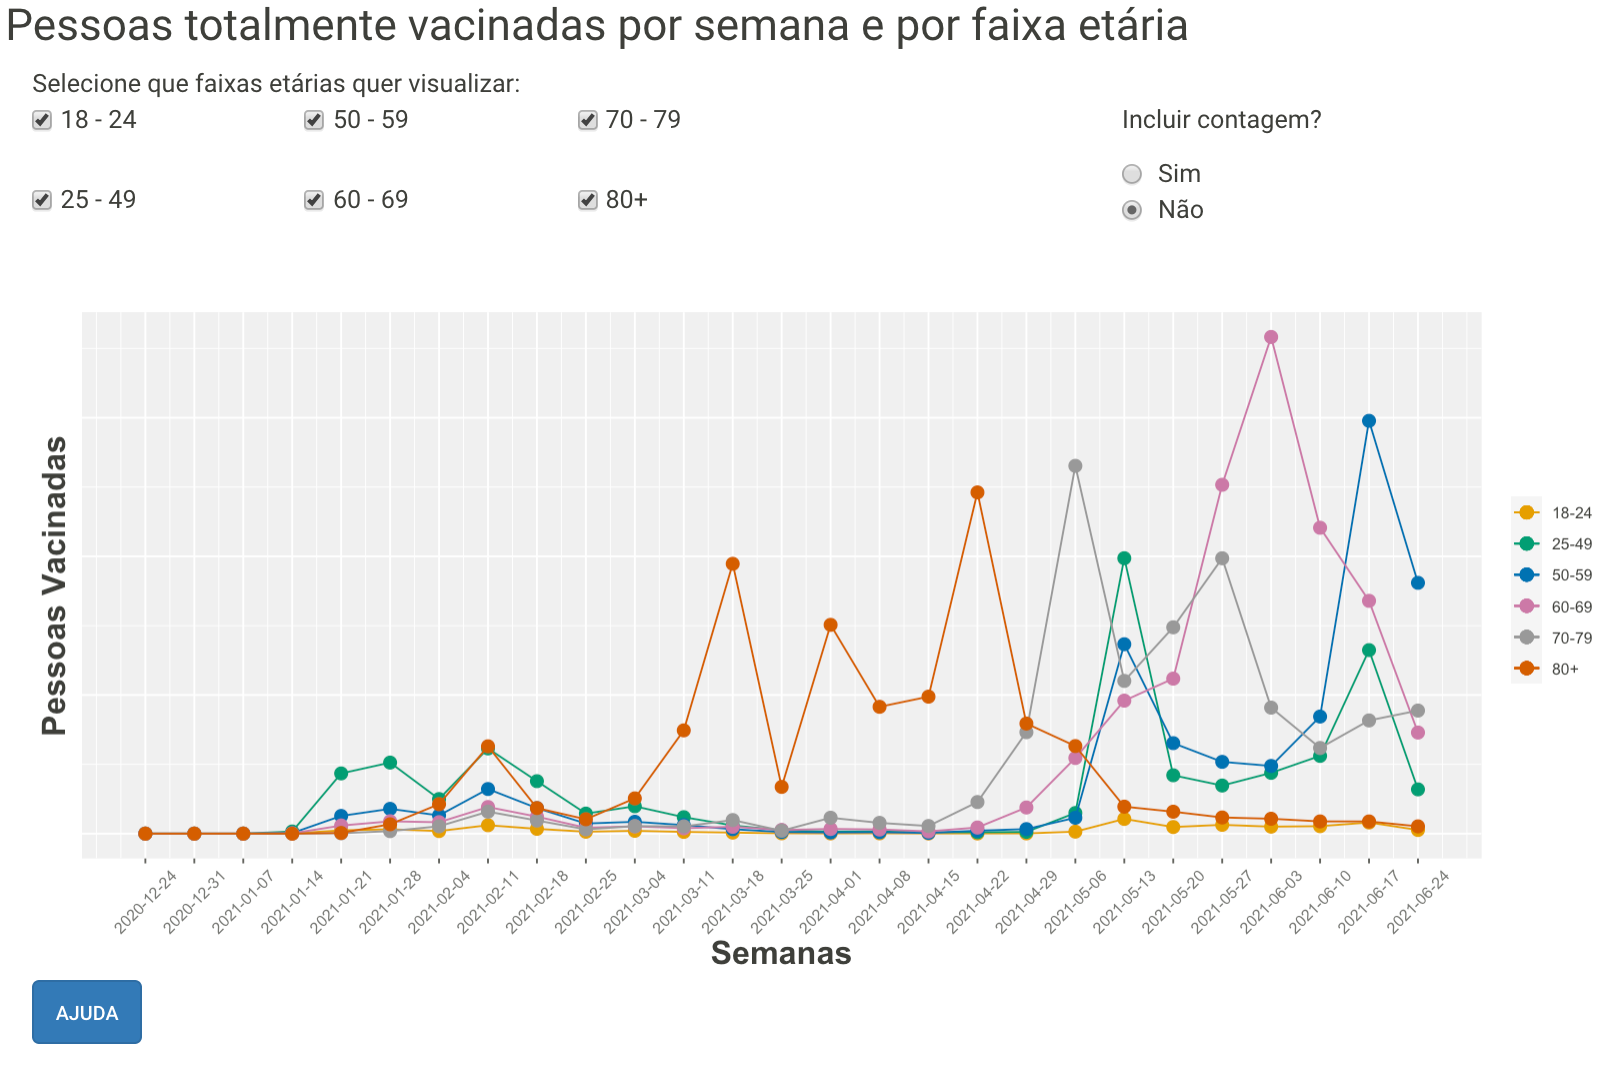 Pessoas totalmente vacinadas por semana e por faixa etária
Selecione que faixas etárias quer visualizar:
18 - 24
50 - 59
70 - 79
Incluir contagem?
Sim
25 - 49
60 - 69
80+
Não
Pessoas Vacinadas
18-24
25-49
50-59
60-69
70-79
80+
2020-12-24
2020-12-31
2021-01-07
2021-01-14
2021-01-21
2021-01-28
2021-02-04
2021-02-11
2021-02-18
2021-02-25
2021-03-04
2021-03-11
2021-03-18
2021-03-25
2021-04-01
2021-04-08
2021-04-15
2021-04-22
2021-04-29
2021-05-06
2021-05-13
2021-05-20
2021-05-27
2021-06-03
2021-06-10
2021-06-17
2021-06-24
Semanas
AJUDA